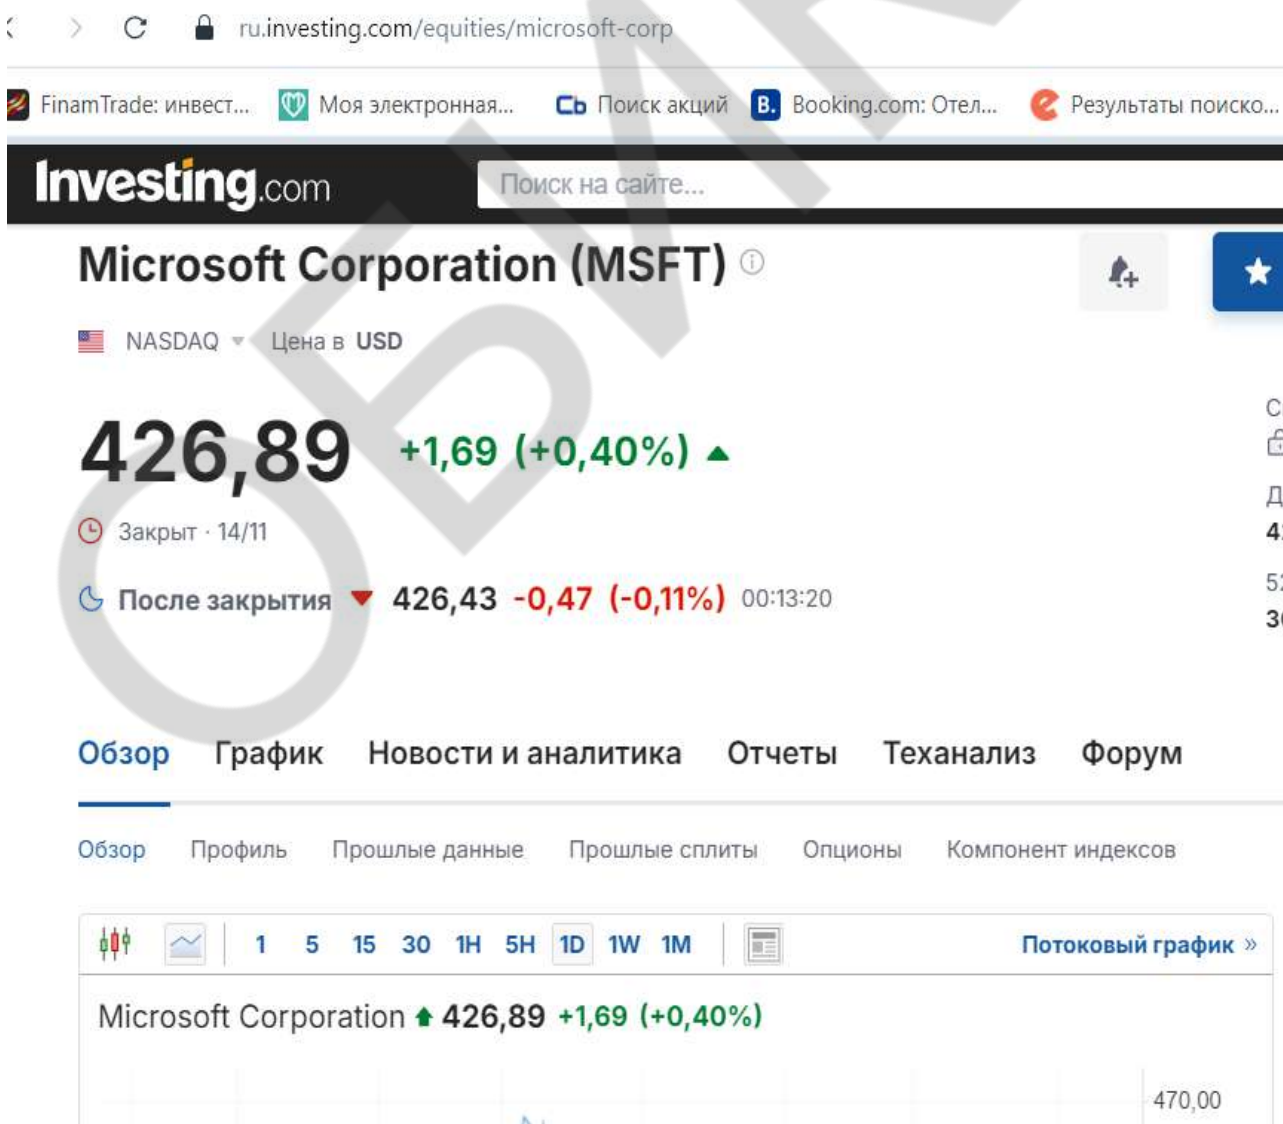 ru.investing.com/equities/microsoft-corp
FinamTrade: инвест... Моя электронная... Cb Поиск акций B. Booking.com: Отел... Результаты поиско...
Investing.com Поиск на сайте...
Microsoft Corporation (MSFT)
NASDAQ Цена в USD
426,89 +1,69 (+0,40%)
Закрыт · 14/11
После закрытия 426,43 -0,47 (-0,11%) 00:13:20
Обзор График Новости и аналитика Отчеты Теханализ Форум
Обзор Профиль Прошлые данные Прошлые сплиты Опционы Компонент индексов
1 5 15 30 1H 5H 1D 1W 1M Потоковый график »
Microsoft Corporation 426,89 +1,69 (+0,40%)
470,00